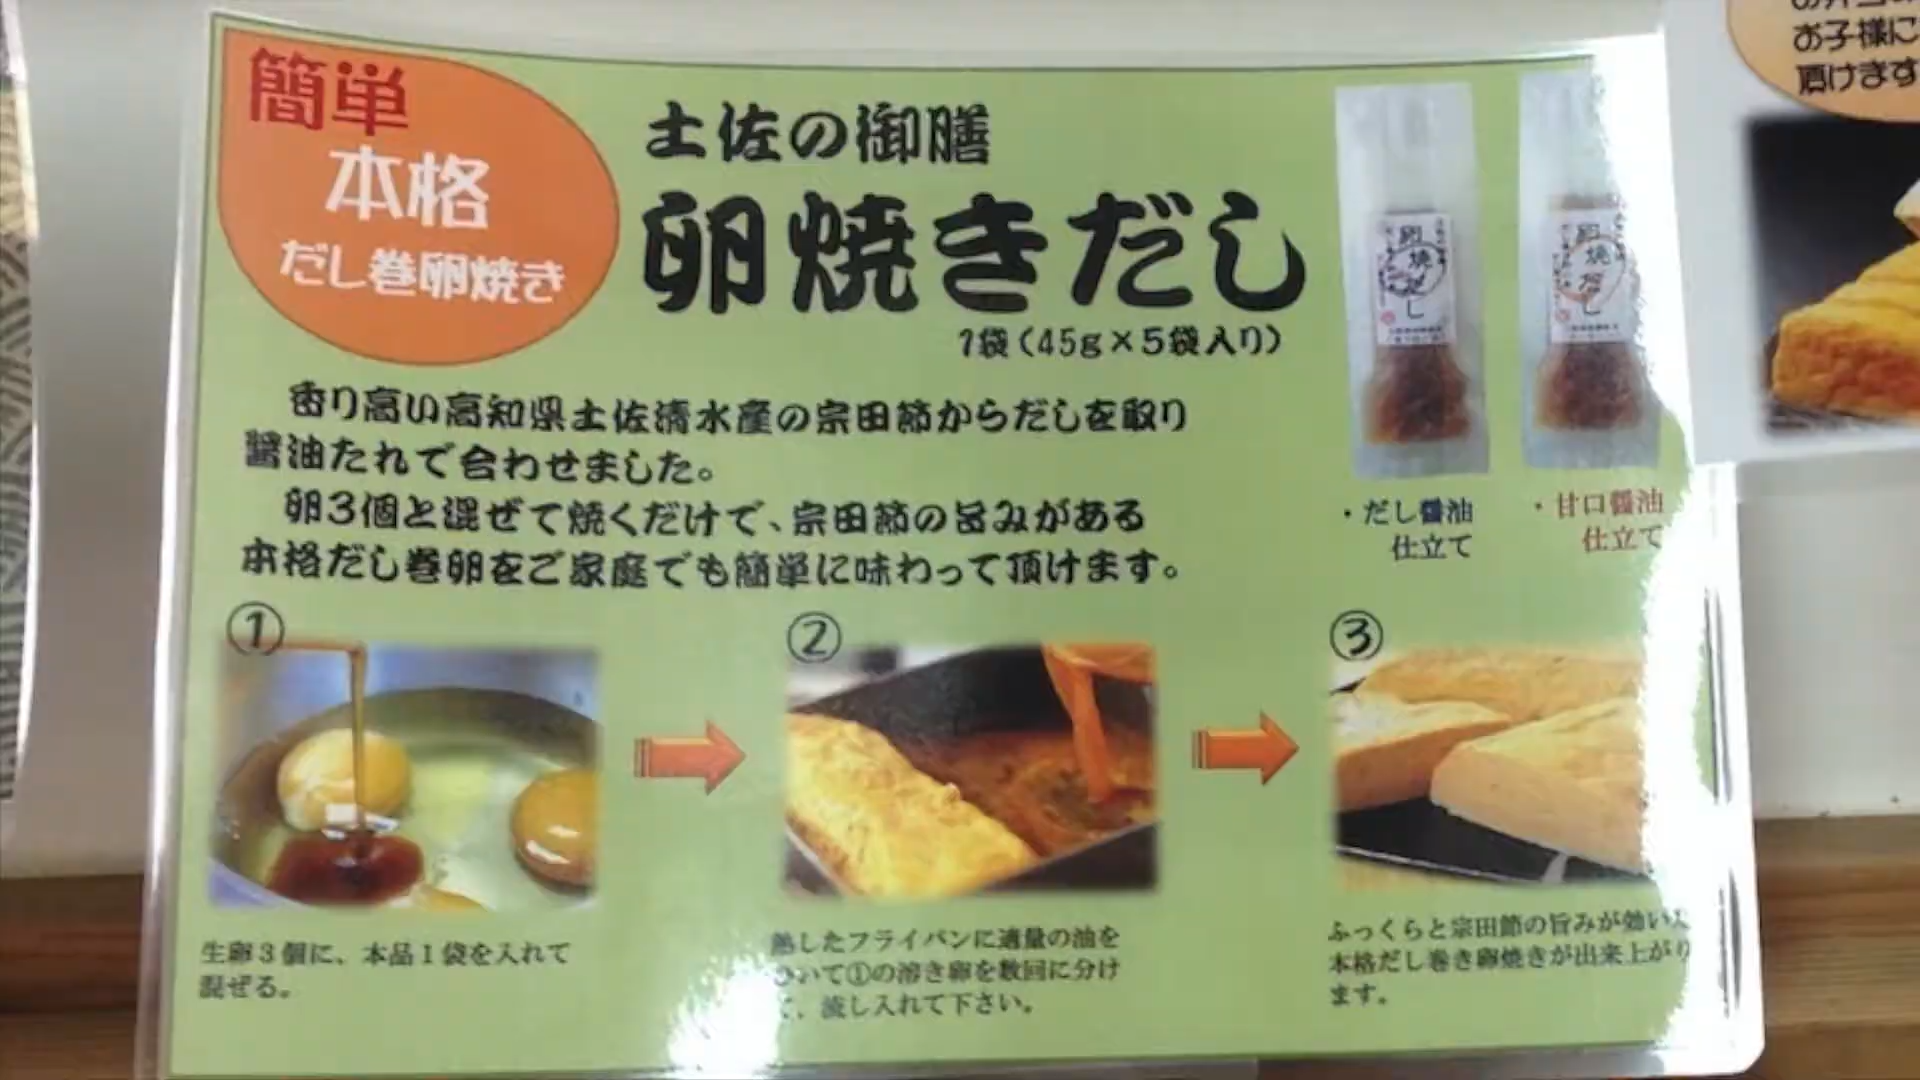 簡単
本格
だし巻卵焼き
土佐の御膳
卵焼きだし
1袋(45g×5袋入り)
香り高い高知県土佐清水産の宗田節からだしを取り
醤油たれで合わせました。
卵3個と混ぜて焼くだけで、宗田節の旨みがある
本格だし巻卵をご家庭でも簡単に味わって頂けます。
・だし醤油
仕立て
・甘口醤油
仕立て
①
②
③
生卵3個に、本品1袋を入れて
混ぜる。
熱したフライパンに適量の油を
ひいて①の溶き卵を数回に分け
て、流し入れて下さい。
ふっくらと宗田節の旨みが効いた
本格だし巻き卵焼きが出来上がり
ます。
お子様に
頂けます